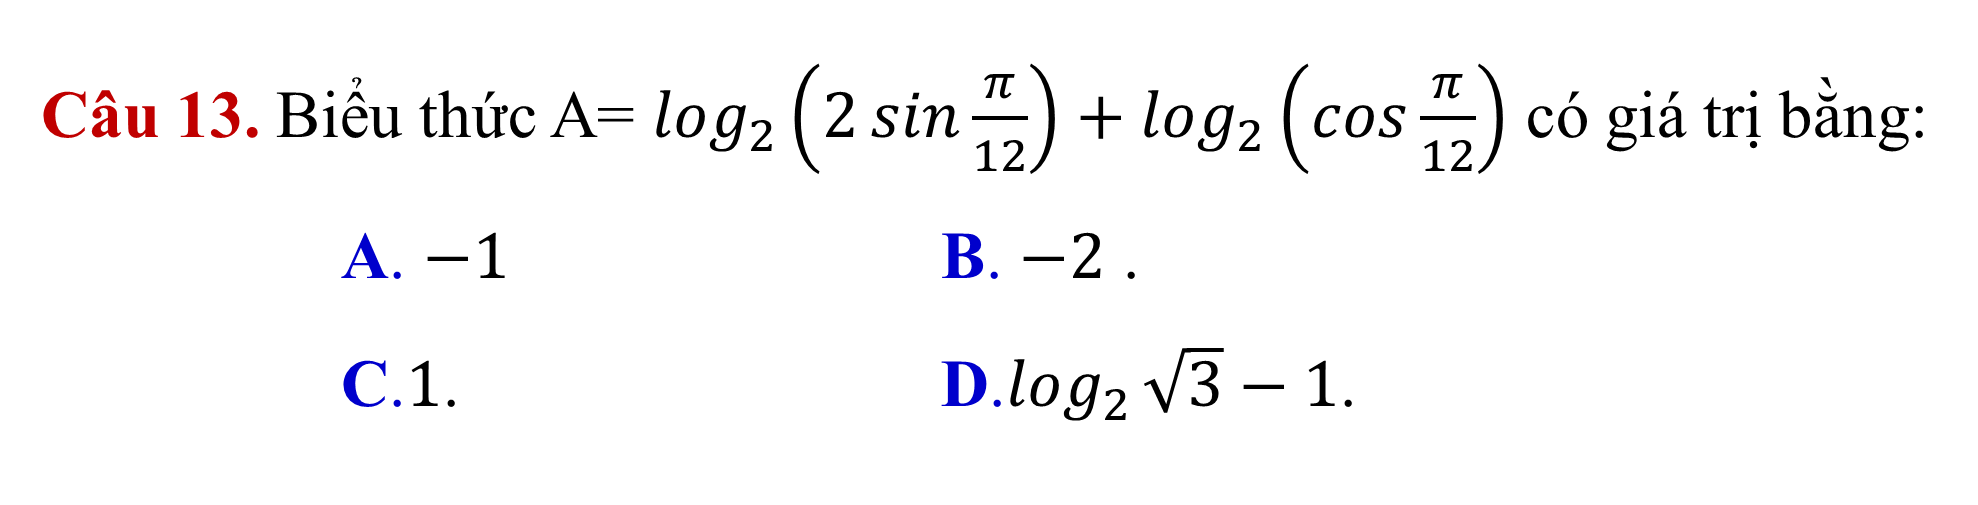 Câu 13. Biểu thức A= log₂ (2 sin π/12) + log₂ (cos π/12) có giá trị bằng:
A. −1 B. −2 .
C.1. D.log₂ √3 − 1.